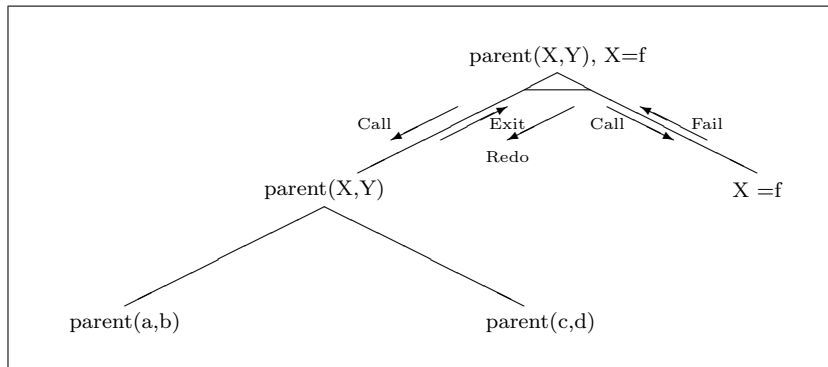 parent(X,Y), X=f
Call
Exit
Call
Fail
Redo
parent(X,Y)
X =f
parent(a,b)
parent(c,d)